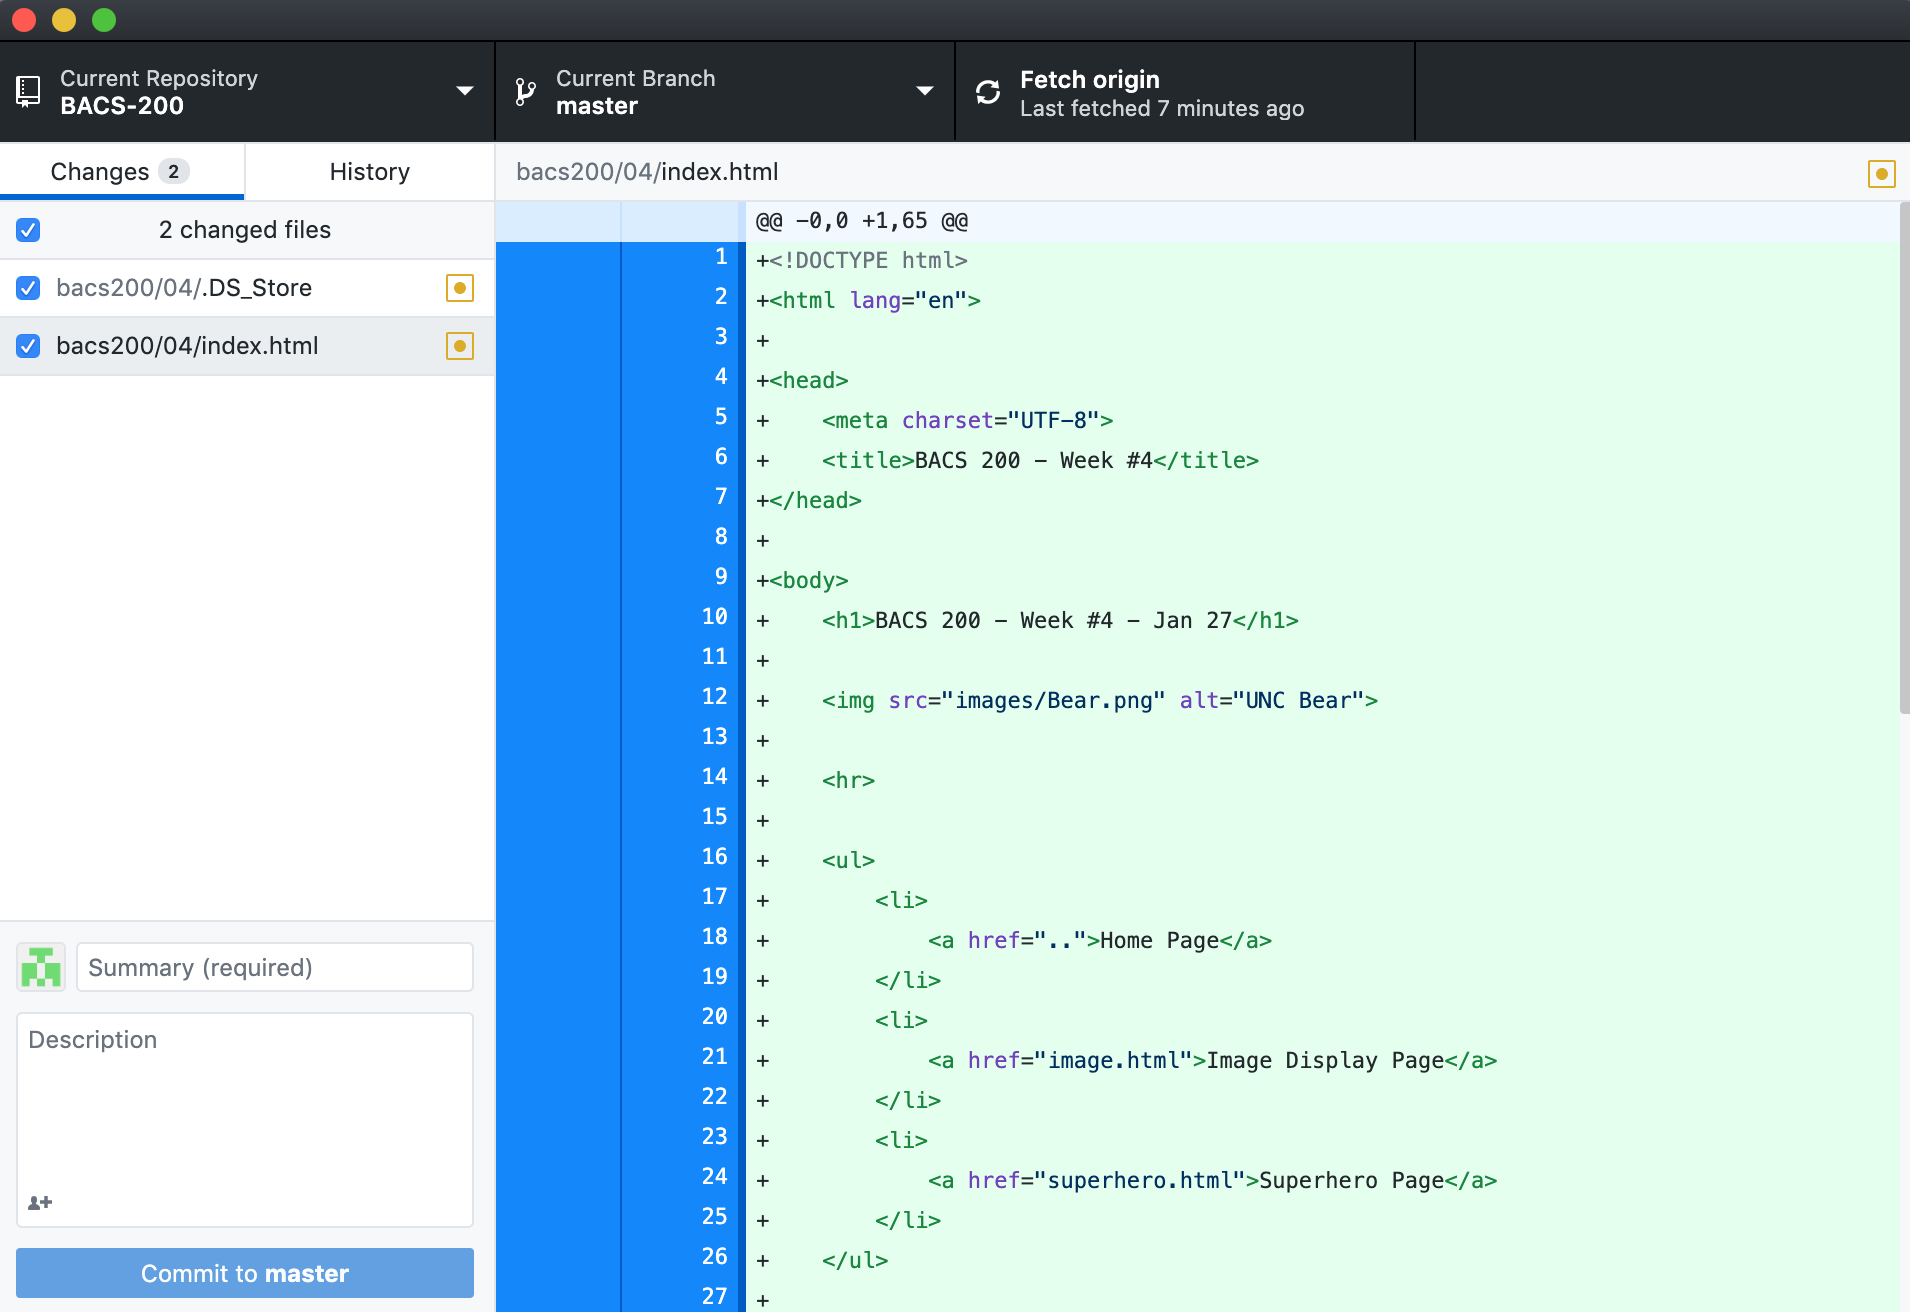 Current Repository
BACS-200
Current Branch
master
Fetch origin
Last fetched 7 minutes ago
Changes 2
History
bacs200/04/index.html
2 changed files
bacs200/04/.DS_Store
bacs200/04/index.html
Summary (required)
Description
Commit to master
@@ -0,0 +1,65 @@
1 +<!DOCTYPE html>
2 +<html lang="en">
3 +
4 +<head>
5 +    <meta charset="UTF-8">
6 +    <title>BACS 200 - Week #4</title>
7 +</head>
8 +
9 +<body>
10 +    <h1>BACS 200 - Week #4 - Jan 27</h1>
11 +
12 +    <img src="images/Bear.png" alt="UNC Bear">
13 +
14 +    <hr>
15 +
16 +    <ul>
17 +        <li>
18 +            <a href="..">Home Page</a>
19 +        </li>
20 +        <li>
21 +            <a href="image.html">Image Display Page</a>
22 +        </li>
23 +        <li>
24 +            <a href="superhero.html">Superhero Page</a>
25 +        </li>
26 +    </ul>
27 +